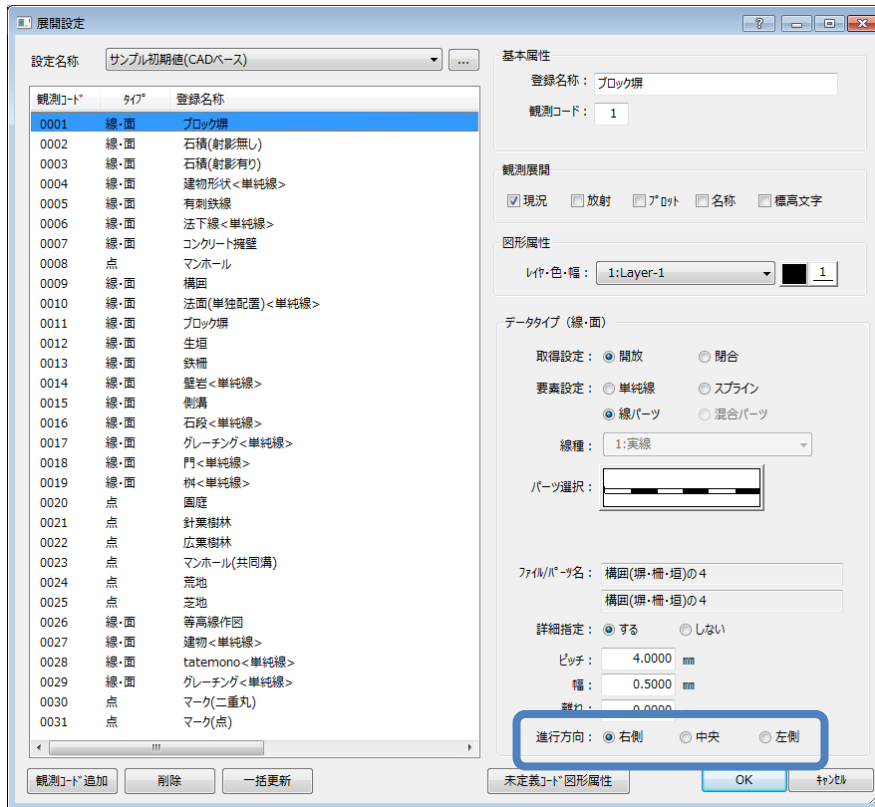 展開設定
設定名称 サンプル初期値(CADベース) ...
観測ｺｰﾄﾞ ﾀｲﾌﾟ 登録名称
0001 線・面 ブロック塀
0002 線・面 石積(射影無し)
0003 線・面 石積(射影有り)
0004 線・面 建物形状<単純線>
0005 線・面 有刺鉄線
0006 線・面 法下線<単純線>
0007 線・面 コンクリート擁壁
0008 点 マンホール
0009 線・面 構囲
0010 線・面 法面(単独配置)<単純線>
0011 線・面 ブロック塀
0012 線・面 生垣
0013 線・面 鉄柵
0014 線・面 壁岩<単純線>
0015 線・面 側溝
0016 線・面 石段<単純線>
0017 線・面 グレーチング<単純線>
0018 線・面 門<単純線>
0019 線・面 桝<単純線>
0020 点 園庭
0021 点 針葉樹林
0022 点 広葉樹林
0023 点 マンホール(共同溝)
0024 点 荒地
0025 点 芝地
0026 線・面 等高線作図
0027 線・面 建物<単純線>
0028 線・面 tatemono<単純線>
0029 線・面 グレーチング<単純線>
0030 点 マーク(二重丸)
0031 点 マーク(点)
観測ｺｰﾄﾞ追加 削除 一括更新
基本属性
登録名称： ブロック塀
観測コード： 1
観測展開
現況 放射 ﾌﾟﾛｯﾄ 名称 標高文字
図形属性
ﾚｲﾔ・色・幅： 1:Layer-1 1
データタイプ（線・面）
取得設定： 開放 閉合
要素設定： 単純線 スプライン
線パーツ 混合パーツ
線種： 1:実線
パーツ選択：
ﾌｧｲﾙ/ﾊﾟｰﾂ名： 構囲(塀・柵・垣)の４
構囲(塀・柵・垣)の４
詳細指定： する しない
ピッチ： 4.0000 mm
幅： 0.5000 mm
離れ： 0.0000
進行方向： 右側 中央 左側
未定義ｺｰﾄﾞ図形属性 OK ｷｬﾝｾﾙ